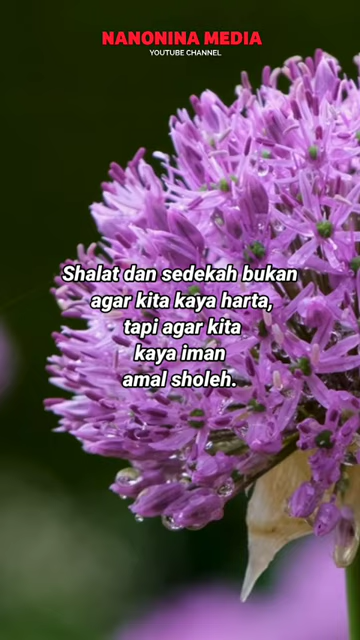 NANONINA MEDIA
YOUTUBE CHANNEL
Shalat dan sedekah bukan
agar kita kaya harta,
tapi agar kita
kaya iman
amal sholeh.